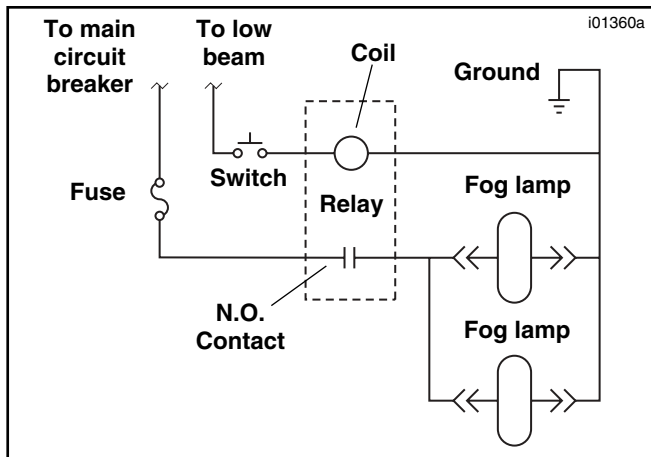 i01360a
To main
circuit
breaker
To low
beam
Coil
Ground
Switch
Fuse
Relay
Fog lamp
N.O.
Contact
Fog lamp